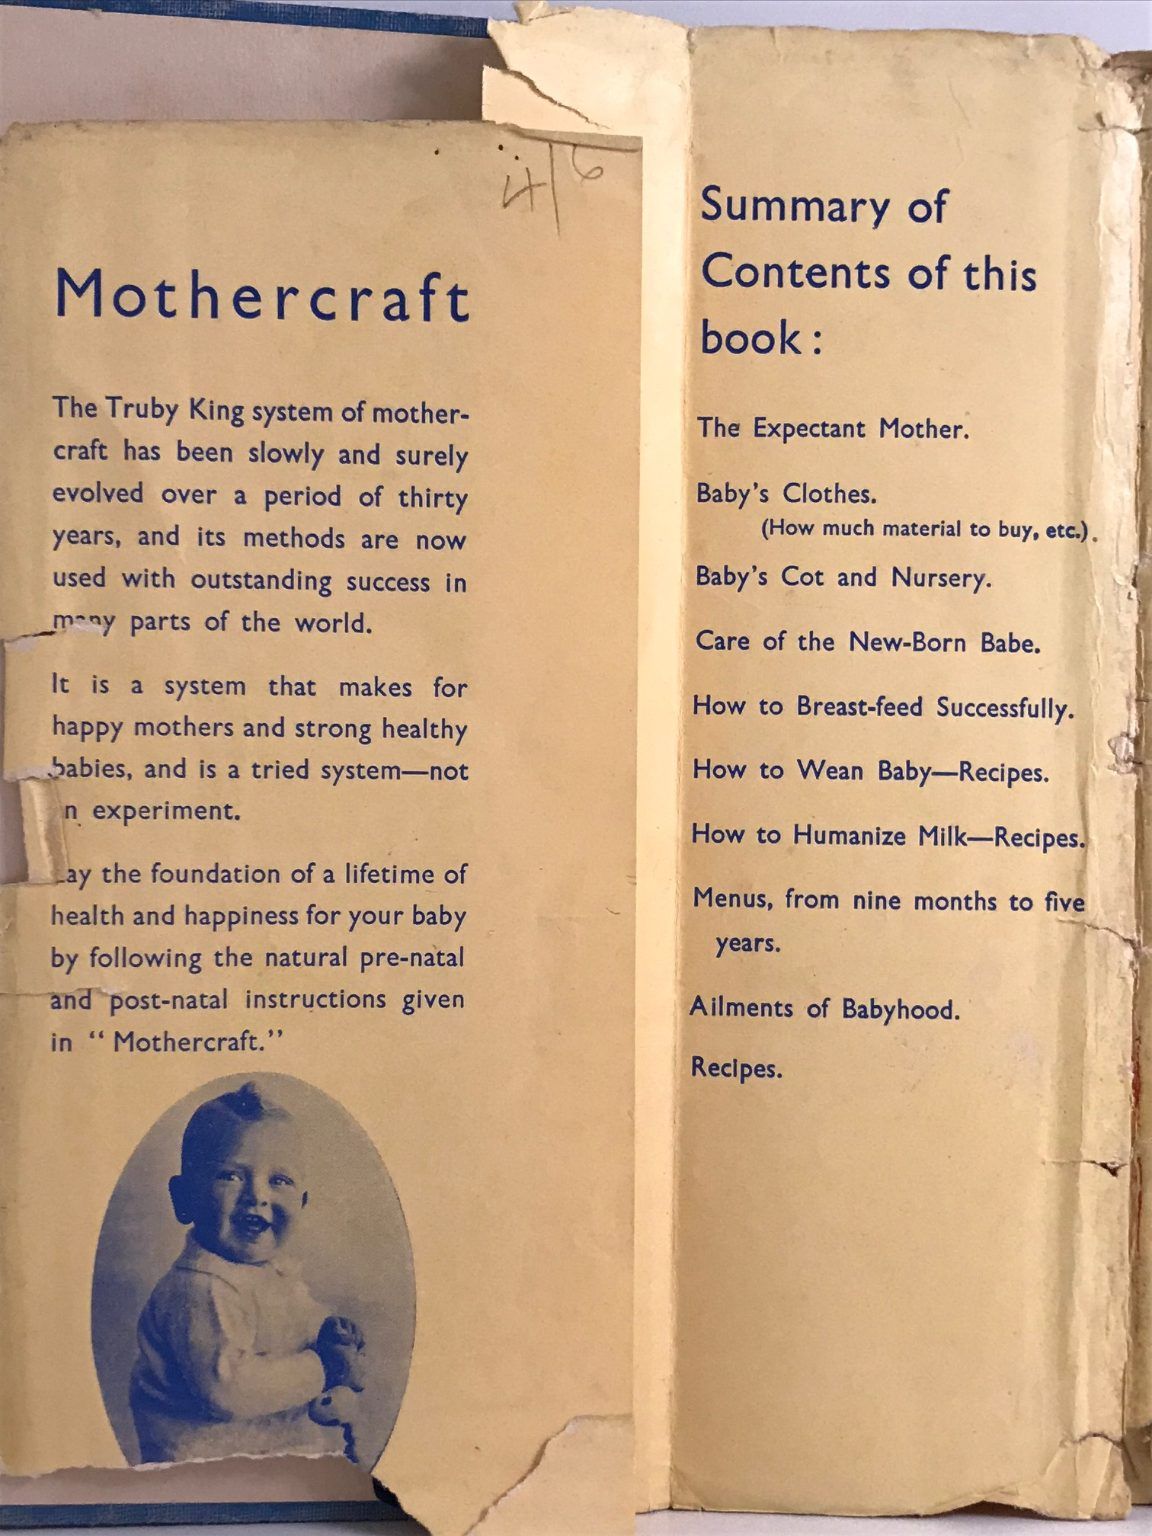 4/6
Mothercraft
The Truby King system of mother-
craft has been slowly and surely
evolved over a period of thirty
years, and its methods are now
used with outstanding success in
many parts of the world.
It is a system that makes for
happy mothers and strong healthy
babies, and is a tried system—not
n experiment.
ay the foundation of a lifetime of
health and happiness for your baby
by following the natural pre-natal
and post-natal instructions given
in “Mothercraft.”
Summary of
Contents of this
book:
The Expectant Mother.
Baby's Clothes.
(How much material to buy, etc.).
Baby's Cot and Nursery.
Care of the New-Born Babe.
How to Breast-feed Successfully.
How to Wean Baby—Recipes.
How to Humanize Milk—Recipes.
Menus, from nine months to five
years.
Ailments of Babyhood.
Recipes.